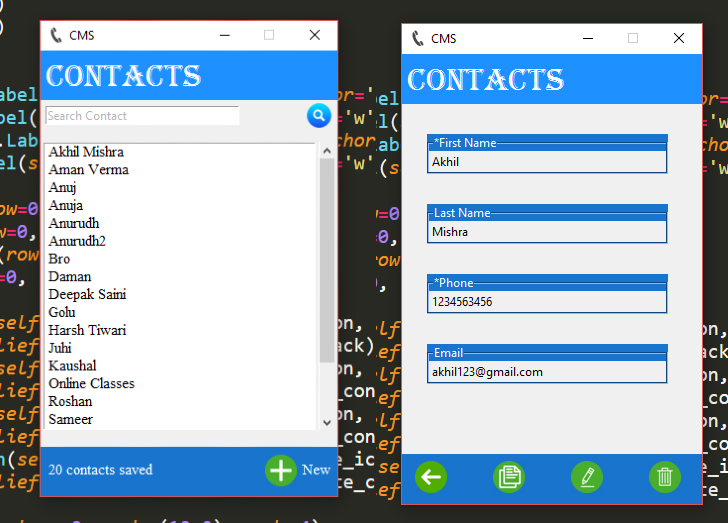 CMS
CONTACTS
Search Contact
Akhil Mishra
Aman Verma
Anuj
Anuja
Anurudh
Anurudh2
Bro
Daman
Deepak Saini
Golu
Harsh Tiwari
Juhi
Kaushal
Online Classes
Roshan
Sameer
20 contacts saved
New
CMS
CONTACTS
*First Name
Akhil
Last Name
Mishra
*Phone
1234563456
Email
akhil123@gmail.com